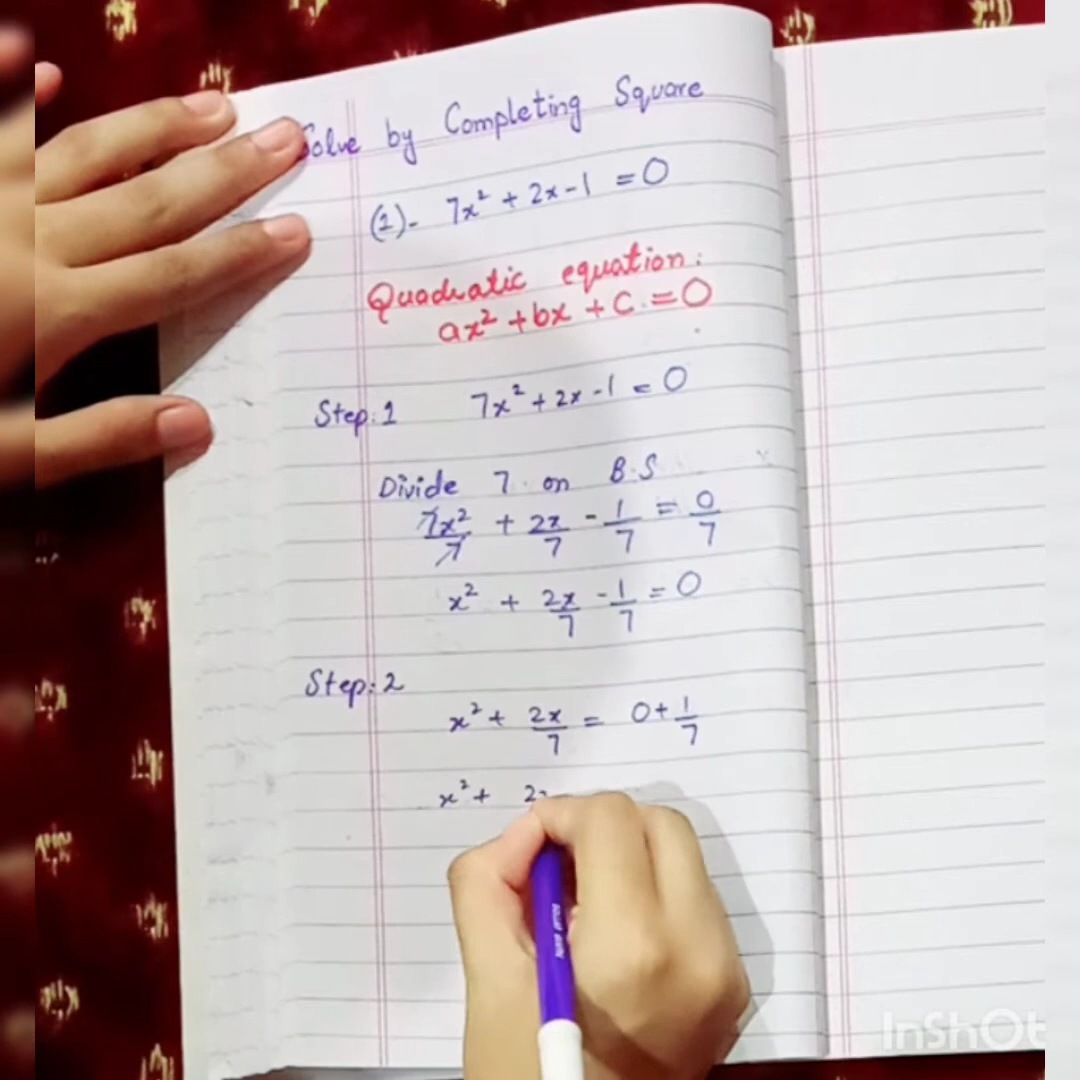 Solve by Completing Square
(2)- 7x² + 2x - 1 = 0
Quadratic equation:
ax² + bx + c = 0
Step:1 7x² + 2x - 1 = 0
Divide 7 on B.S
7x²/7 + 2x/7 - 1/7 = 0/7
x² + 2x/7 - 1/7 = 0
Step:2
x² + 2x/7 = 0 + 1/7
x² + 2x
InShOt